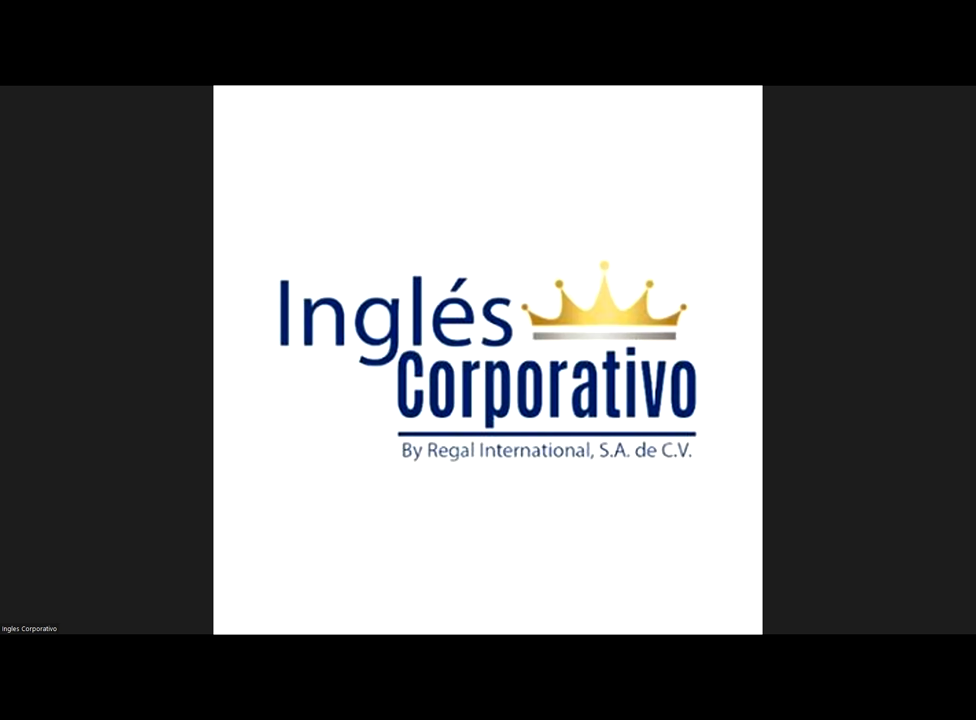 Inglés
Corporativo
By Regal International, S.A. de C.V.
Ingles Corporativo